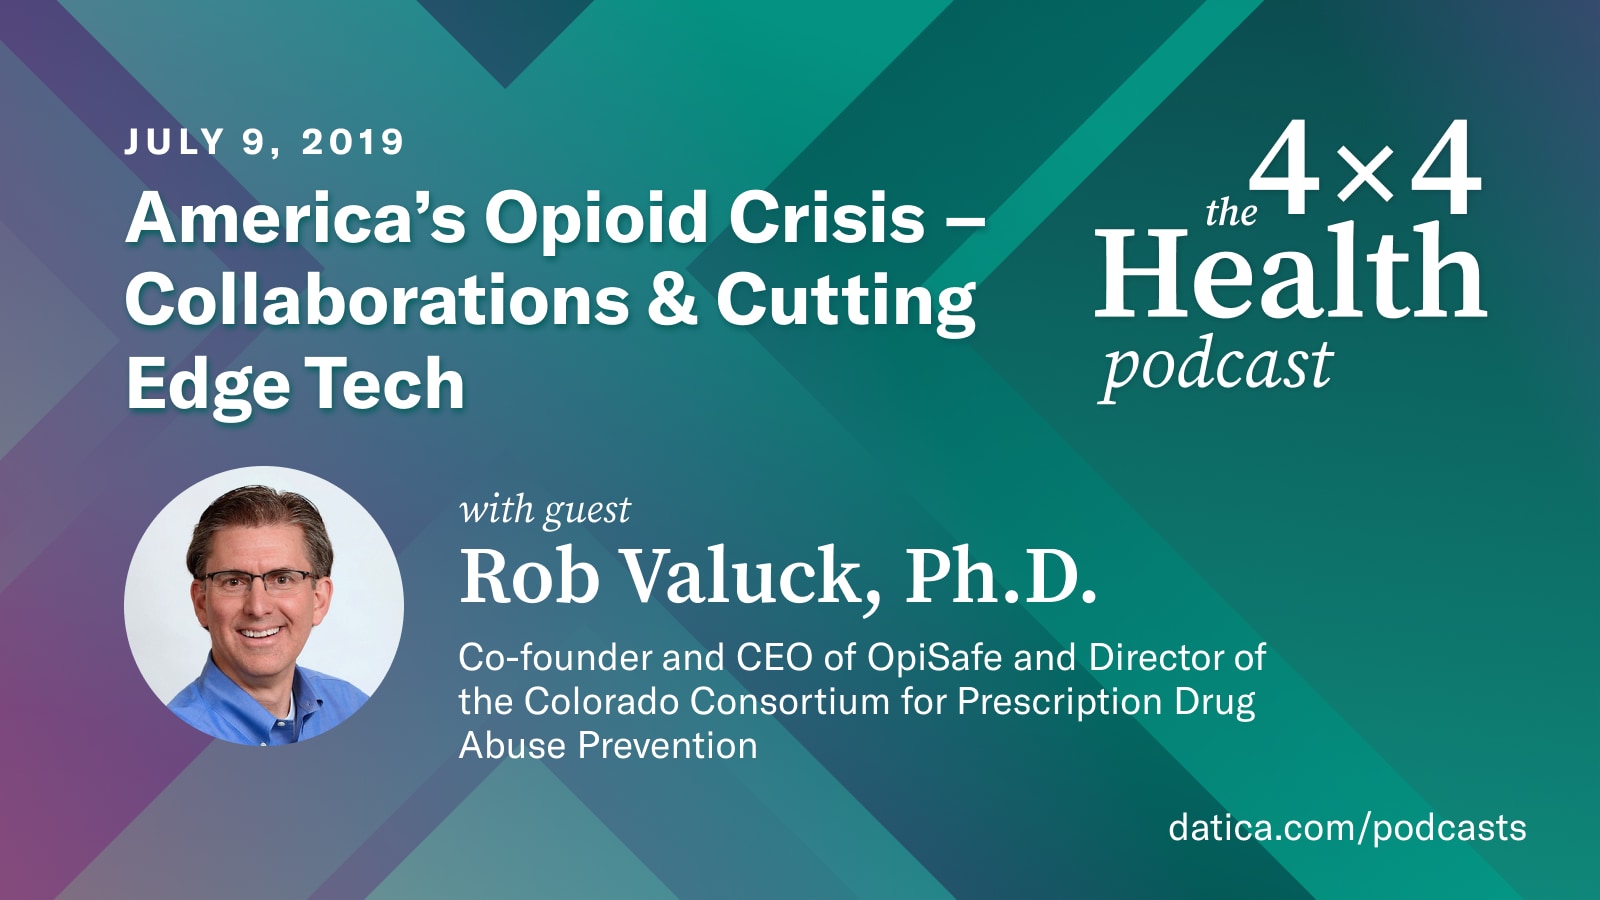 JULY 9, 2019
America’s Opioid Crisis –
Collaborations & Cutting
Edge Tech
the 4×4
Health
podcast
with guest
Rob Valuck, Ph.D.
Co-founder and CEO of OpiSafe and Director of
the Colorado Consortium for Prescription Drug
Abuse Prevention
datica.com/podcasts